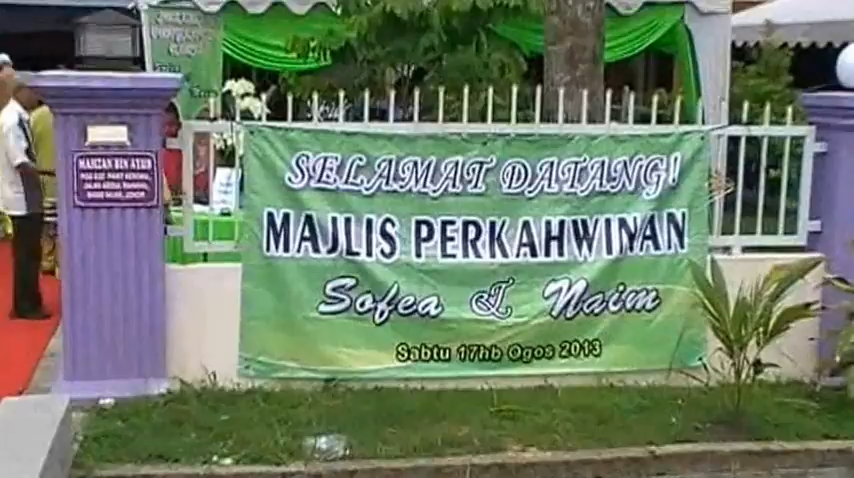 SELAMAT DATANG!
MAJLIS PERKAHWINAN
Sofea & Naim
Sabtu 17hb Ogos 2013